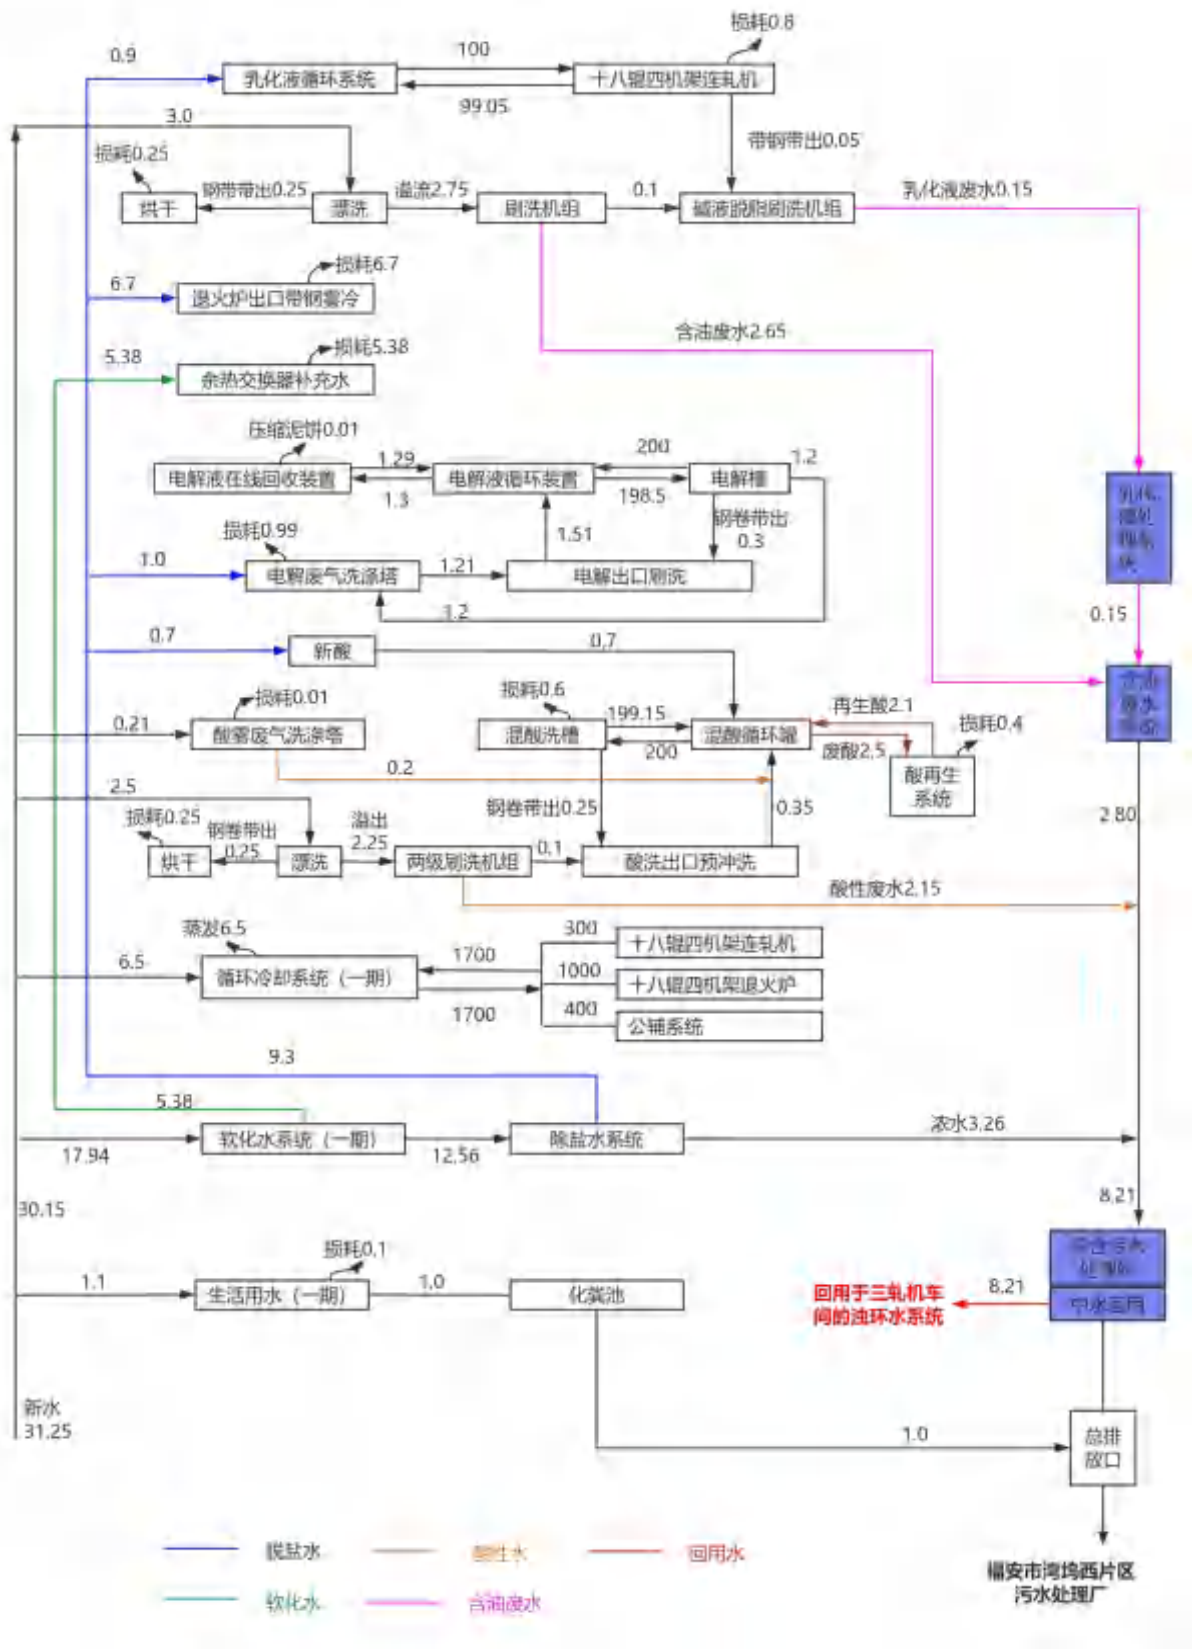 损耗0.8
0.9
100
乳化液循环系统
十八辊四机架连轧机
99.05
3.0
带钢带出0.05
损耗0.25
钢带带出0.25
溢流2.75
0.1
乳化液废水0.15
烘干
漂洗
刷洗机组
碱液脱脂刷洗机组
损耗6.7
6.7
退火炉出口带钢雾冷
含油废水2.65
损耗5.38
5.38
余热交换器补充水
压缩泥饼0.01
1.29
200
1.2
电解液在线回收装置
电解液循环装置
电解槽
1.3
198.5
钢卷带出
0.3
损耗0.99
1.51
1.0
1.21
电解废气洗涤塔
电解出口刷洗
1.2
0.15
0.7
新酸
0.7
损耗0.01
损耗0.6
再生酸2.1
0.21
199.15
损耗0.4
酸雾废气洗涤塔
混酸洗槽
混酸循环罐
200
废酸2.5
0.2
酸再生
系统
2.5
损耗0.25
钢卷带出
0.25
溢出
2.25
钢卷带出0.25
0.35
2.80
0.1
烘干
漂洗
两级刷洗机组
酸洗出口预冲洗
酸性废水2.15
蒸发6.5
300
十八辊四机架连轧机
6.5
1700
循环冷却系统（一期）
1000
十八辊四机架退火炉
1700
400
公辅系统
9.3
5.38
17.94
软化水系统（一期）
12.56
除盐水系统
浓水3.26
30.15
8.21
损耗0.1
1.1
生活用水（一期）
1.0
化粪池
回用于三轧机车
间的浊环水系统
8.21
中水回用
新水
31.25
1.0
总排
放口
脱盐水
酸性水
回用水
软化水
含油废水
福安市湾坞西片区
污水处理厂